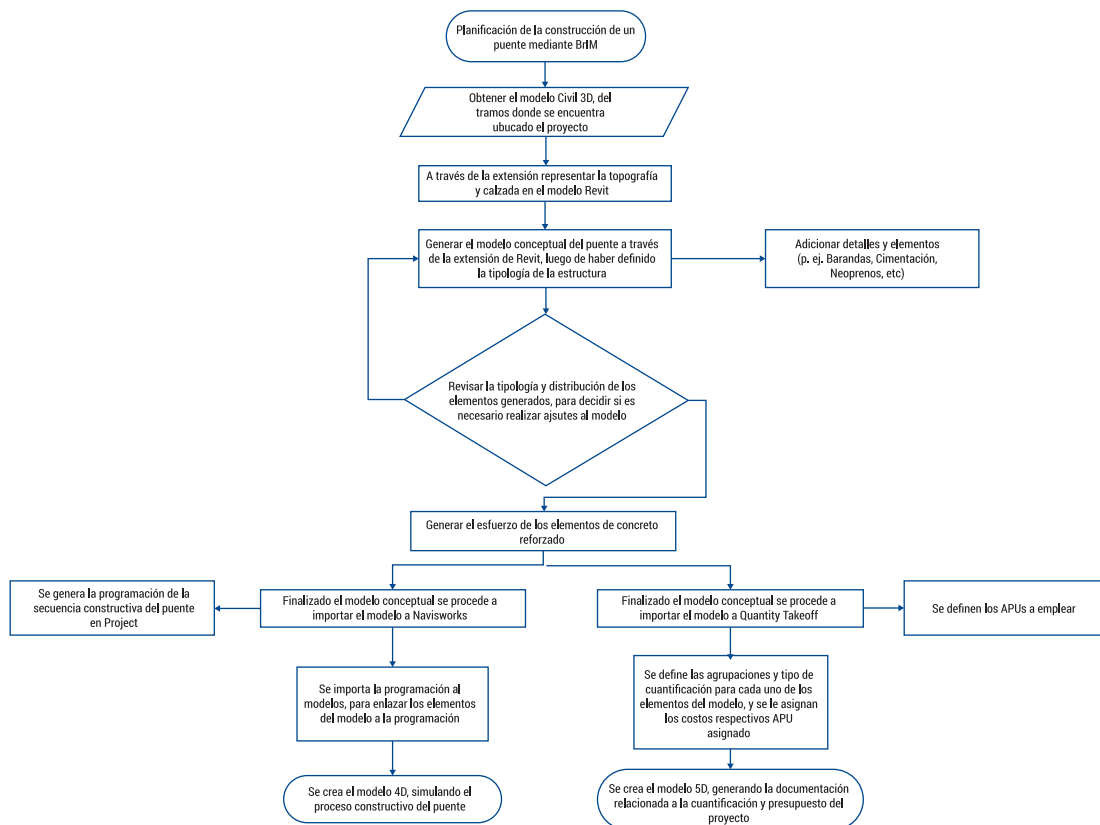 Planificación de la construcción de un
puente mediante BrIM
Obtener el modelo Civil 3D, del
tramos donde se encuentra
ubucado el proyecto
A través de la extensión representar la topografía
y calzada en el modelo Revit
Generar el modelo conceptual del puente a través
de la extensión de Revit, luego de haber definido
la tipología de la estructura
Adicionar detalles y elementos
(p. ej. Barandas, Cimentación,
Neoprenos, etc)
Revisar la tipología y distribución de los
elementos generados, para decidir si es
necesario realizar ajsutes al modelo
Generar el esfuerzo de los elementos de concreto
reforzado
Se genera la programación de la
secuencia constructiva del puente
en Project
Finalizado el modelo conceptual se procede a
importar el modelo a Navisworks
Finalizado el modelo conceptual se procede a
importar el modelo a Quantity Takeoff
Se definen los APUs a emplear
Se importa la programación al
modelos, para enlazar los elementos
del modelo a la programación
Se define las agrupaciones y tipo de
cuantificación para cada uno de los
elementos del modelo, y se le asignan
los costos respectivos APU
asignado
Se crea el modelo 4D, simulando el
proceso constructivo del puente
Se crea el modelo 5D, generando la documentación
relacionada a la cuantificación y presupuesto del
proyecto